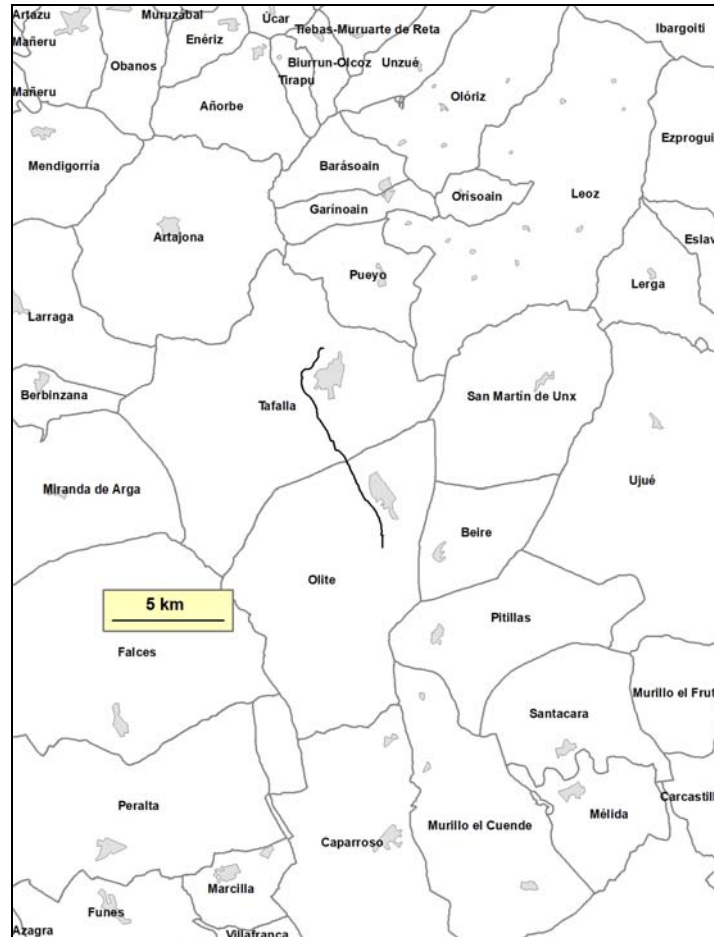 Artazu
Muruzábal
Úcar
Tiebas-Muruarte de Reta
Ibargoiti
Mañeru
Enériz
Obanos
Biurrun-Olcoz
Unzué
Tirapu
Mañeru
Añorbe
Olóriz
Ezprogui
Mendigorría
Barásoain
Orisoain
Leoz
Garínoain
Artajona
Eslav
Pueyo
Lerga
Larraga
Berbinzana
San Martín de Unx
Tafalla
Ujué
Miranda de Arga
Beire
Olite
5 km
Pitillas
Falces
Murillo el Frut
Santacara
Carcastill
Peralta
Mélida
Murillo el Cuende
Caparroso
Marcilla
Funes
Azagra
Villafranca